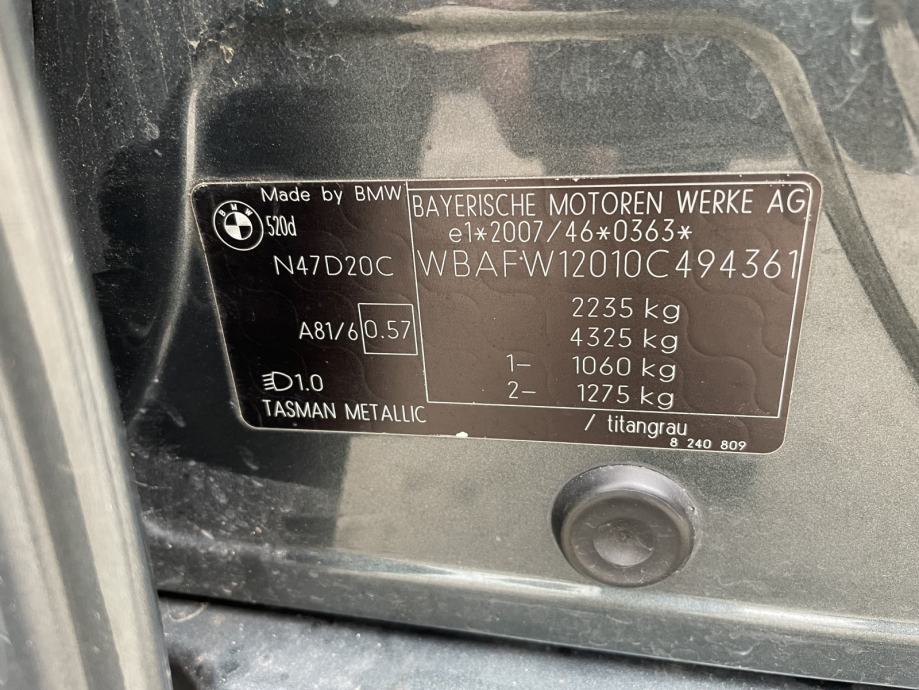 Made by BMW
BMW
520d
N47D20C
A81/6 0.57
1.0
TASMAN METALLIC
BAYERISCHE MOTOREN WERKE AG
e1*2007/46*0363*
WBAFW12010C494361
2235 kg
4325 kg
1- 1060 kg
2- 1275 kg
/ titangrau
8 240 809